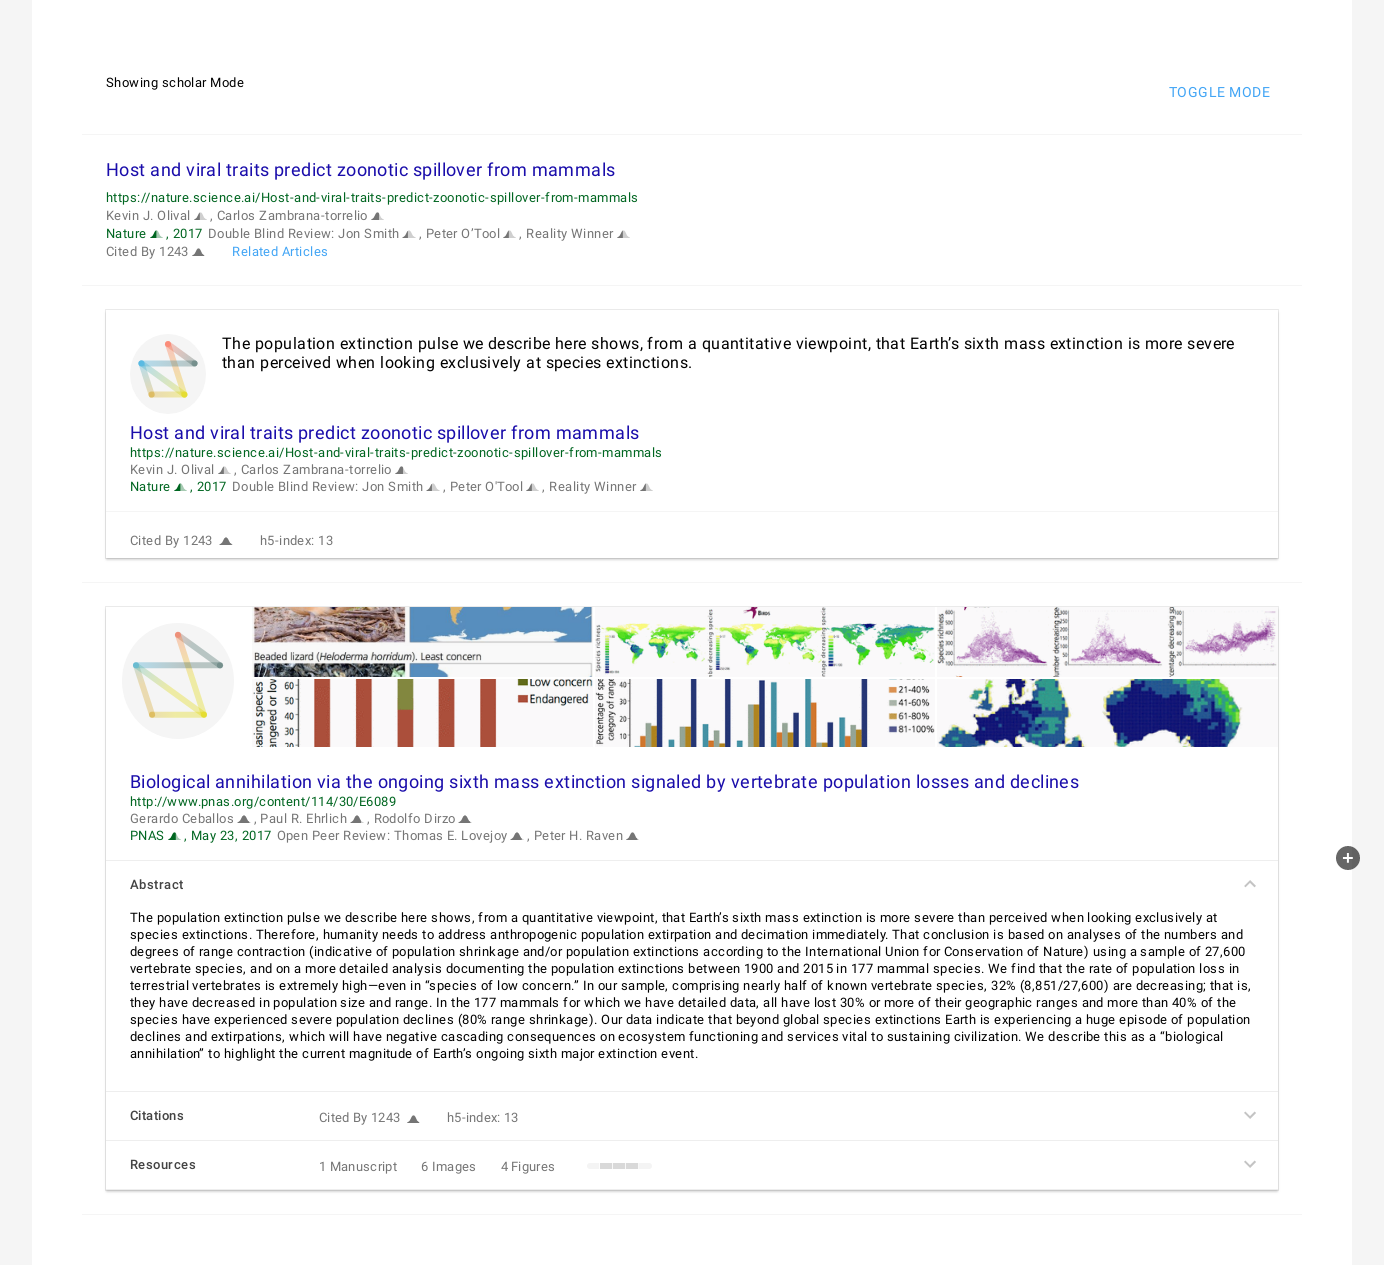 Showing scholar Mode
TOGGLE MODE
Host and viral traits predict zoonotic spillover from mammals
https://nature.science.ai/Host-and-viral-traits-predict-zoonotic-spillover-from-mammals
Kevin J. Olival , Carlos Zambrana-torrelio
Nature , 2017 Double Blind Review: Jon Smith , Peter O’Tool , Reality Winner
Cited By 1243 Related Articles
The population extinction pulse we describe here shows, from a quantitative viewpoint, that Earth’s sixth mass extinction is more severe
than perceived when looking exclusively at species extinctions.
Host and viral traits predict zoonotic spillover from mammals
https://nature.science.ai/Host-and-viral-traits-predict-zoonotic-spillover-from-mammals
Kevin J. Olival , Carlos Zambrana-torrelio
Nature , 2017 Double Blind Review: Jon Smith , Peter O'Tool , Reality Winner
Cited By 1243 h5-index: 13
Beaded lizard (Heloderma horridum). Least concern
Birds
Species richness
Species richness
Low concern
Endangered
60
50
40
30
20
40
30
20
10
21-40%
41-60%
61-80%
81-100%
Biological annihilation via the ongoing sixth mass extinction signaled by vertebrate population losses and declines
http://www.pnas.org/content/114/30/E6089
Gerardo Ceballos , Paul R. Ehrlich , Rodolfo Dirzo
PNAS , May 23, 2017 Open Peer Review: Thomas E. Lovejoy , Peter H. Raven
Abstract
The population extinction pulse we describe here shows, from a quantitative viewpoint, that Earth’s sixth mass extinction is more severe than perceived when looking exclusively at
species extinctions. Therefore, humanity needs to address anthropogenic population extirpation and decimation immediately. That conclusion is based on analyses of the numbers and
degrees of range contraction (indicative of population shrinkage and/or population extinctions according to the International Union for Conservation of Nature) using a sample of 27,600
vertebrate species, and on a more detailed analysis documenting the population extinctions between 1900 and 2015 in 177 mammal species. We find that the rate of population loss in
terrestrial vertebrates is extremely high—even in “species of low concern.” In our sample, comprising nearly half of known vertebrate species, 32% (8,851/27,600) are decreasing; that is,
they have decreased in population size and range. In the 177 mammals for which we have detailed data, all have lost 30% or more of their geographic ranges and more than 40% of the
species have experienced severe population declines (80% range shrinkage). Our data indicate that beyond global species extinctions Earth is experiencing a huge episode of population
declines and extirpations, which will have negative cascading consequences on ecosystem functioning and services vital to sustaining civilization. We describe this as a “biological
annihilation” to highlight the current magnitude of Earth’s ongoing sixth major extinction event.
Citations
Cited By 1243 h5-index: 13
Resources
1 Manuscript 6 Images 4 Figures